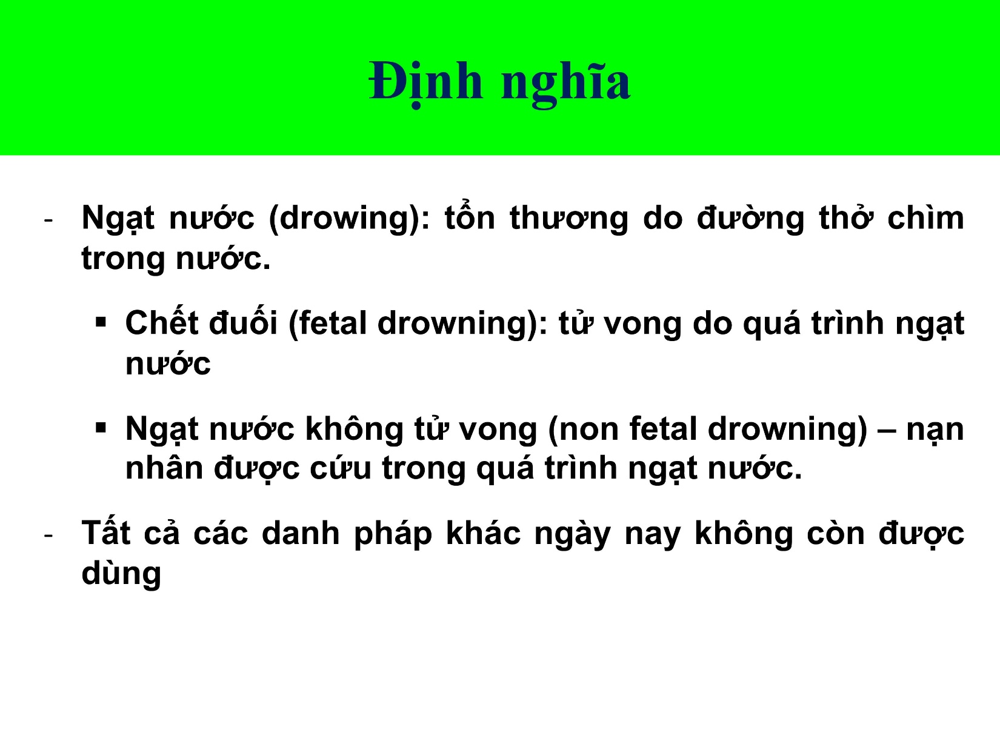 Định nghĩa
- Ngạt nước (drowing): tổn thương do đường thở chìm
trong nước.
▪ Chết đuối (fetal drowning): tử vong do quá trình ngạt
nước
▪ Ngạt nước không tử vong (non fetal drowning) – nạn
nhân được cứu trong quá trình ngạt nước.
- Tất cả các danh pháp khác ngày nay không còn được
dùng